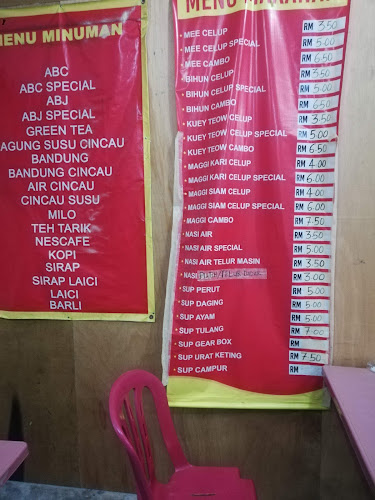 MENU MINUMAN
ABC
ABC SPECIAL
ABJ
ABJ SPECIAL
GREEN TEA
AGUNG SUSU CINCAU
BANDUNG
BANDUNG CINCAU
AIR CINCAU
CINCAU SUSU
MILO
TEH TARIK
NESCAFE
KOPI
SIRAP
SIRAP LAICI
LAICI
BARLI
MENU MAKANAN
• MEE CELUP RM 3.50
• MEE CELUP SPECIAL RM 5.00
• MEE CAMBO RM 6.50
• BIHUN CELUP RM 3.50
• BIHUN CELUP SPECIAL RM 5.00
• BIHUN CAMBO RM 6.50
• KUEY TEOW CELUP RM 3.50
• KUEY TEOW CELUP SPECIAL RM 5.00
• KUEY TEOW CAMBO RM 6.50
• MAGGI KARI CELUP RM 4.00
• MAGGI KARI CELUP SPECIAL RM 6.00
• MAGGI SIAM CELUP RM 4.00
• MAGGI SIAM CELUP SPECIAL RM 6.00
• MAGGI CAMBO RM 7.50
• NASI AIR RM 3.50
• NASI AIR SPECIAL RM 5.00
• NASI AIR TELUR MASIN RM 3.50
• NASI RM 3.00
• SUP PERUT RM 5.00
• SUP DAGING RM 5.00
• SUP AYAM RM 5.00
• SUP TULANG RM 7.00
• SUP GEAR BOX RM
• SUP URAT KETING RM 7.50
• SUP CAMPUR RM